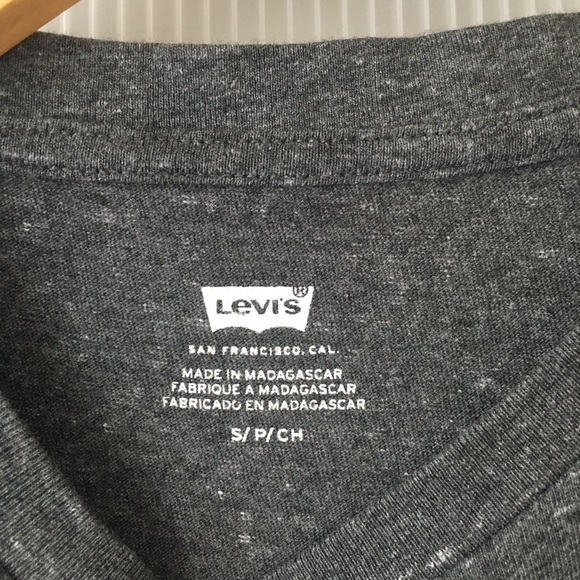 Levi's ®
SAN FRANCISCO, CAL.
MADE IN MADAGASCAR
FABRIQUE A MADAGASCAR
FABRICADO EN MADAGASCAR
S/ P/ CH